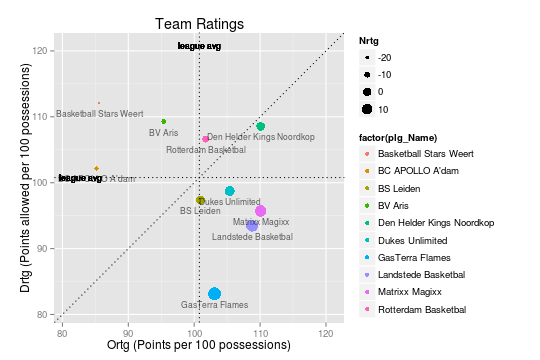 Team Ratings
Nrtg
-20
-10
0
10
factor(plg_Name)
Basketball Stars Weert
BC APOLLO A'dam
BS Leiden
BV Aris
Den Helder Kings Noordkop
Dukes Unlimited
GasTerra Flames
Landstede Basketbal
Matrixx Magixx
Rotterdam Basketbal
Drtg (Points allowed per 100 possessions)
120
110
100
90
80
league avg
Basketball Stars Weert
BV Aris
Den Helder Kings Noordkop
Rotterdam Basketbal
league avg
A'dam
Dukes Unlimited
BS Leiden
Matrixx Magixx
Landstede Basketbal
GasTerra Flames
80
90
100
110
120
Ortg (Points per 100 possessions)